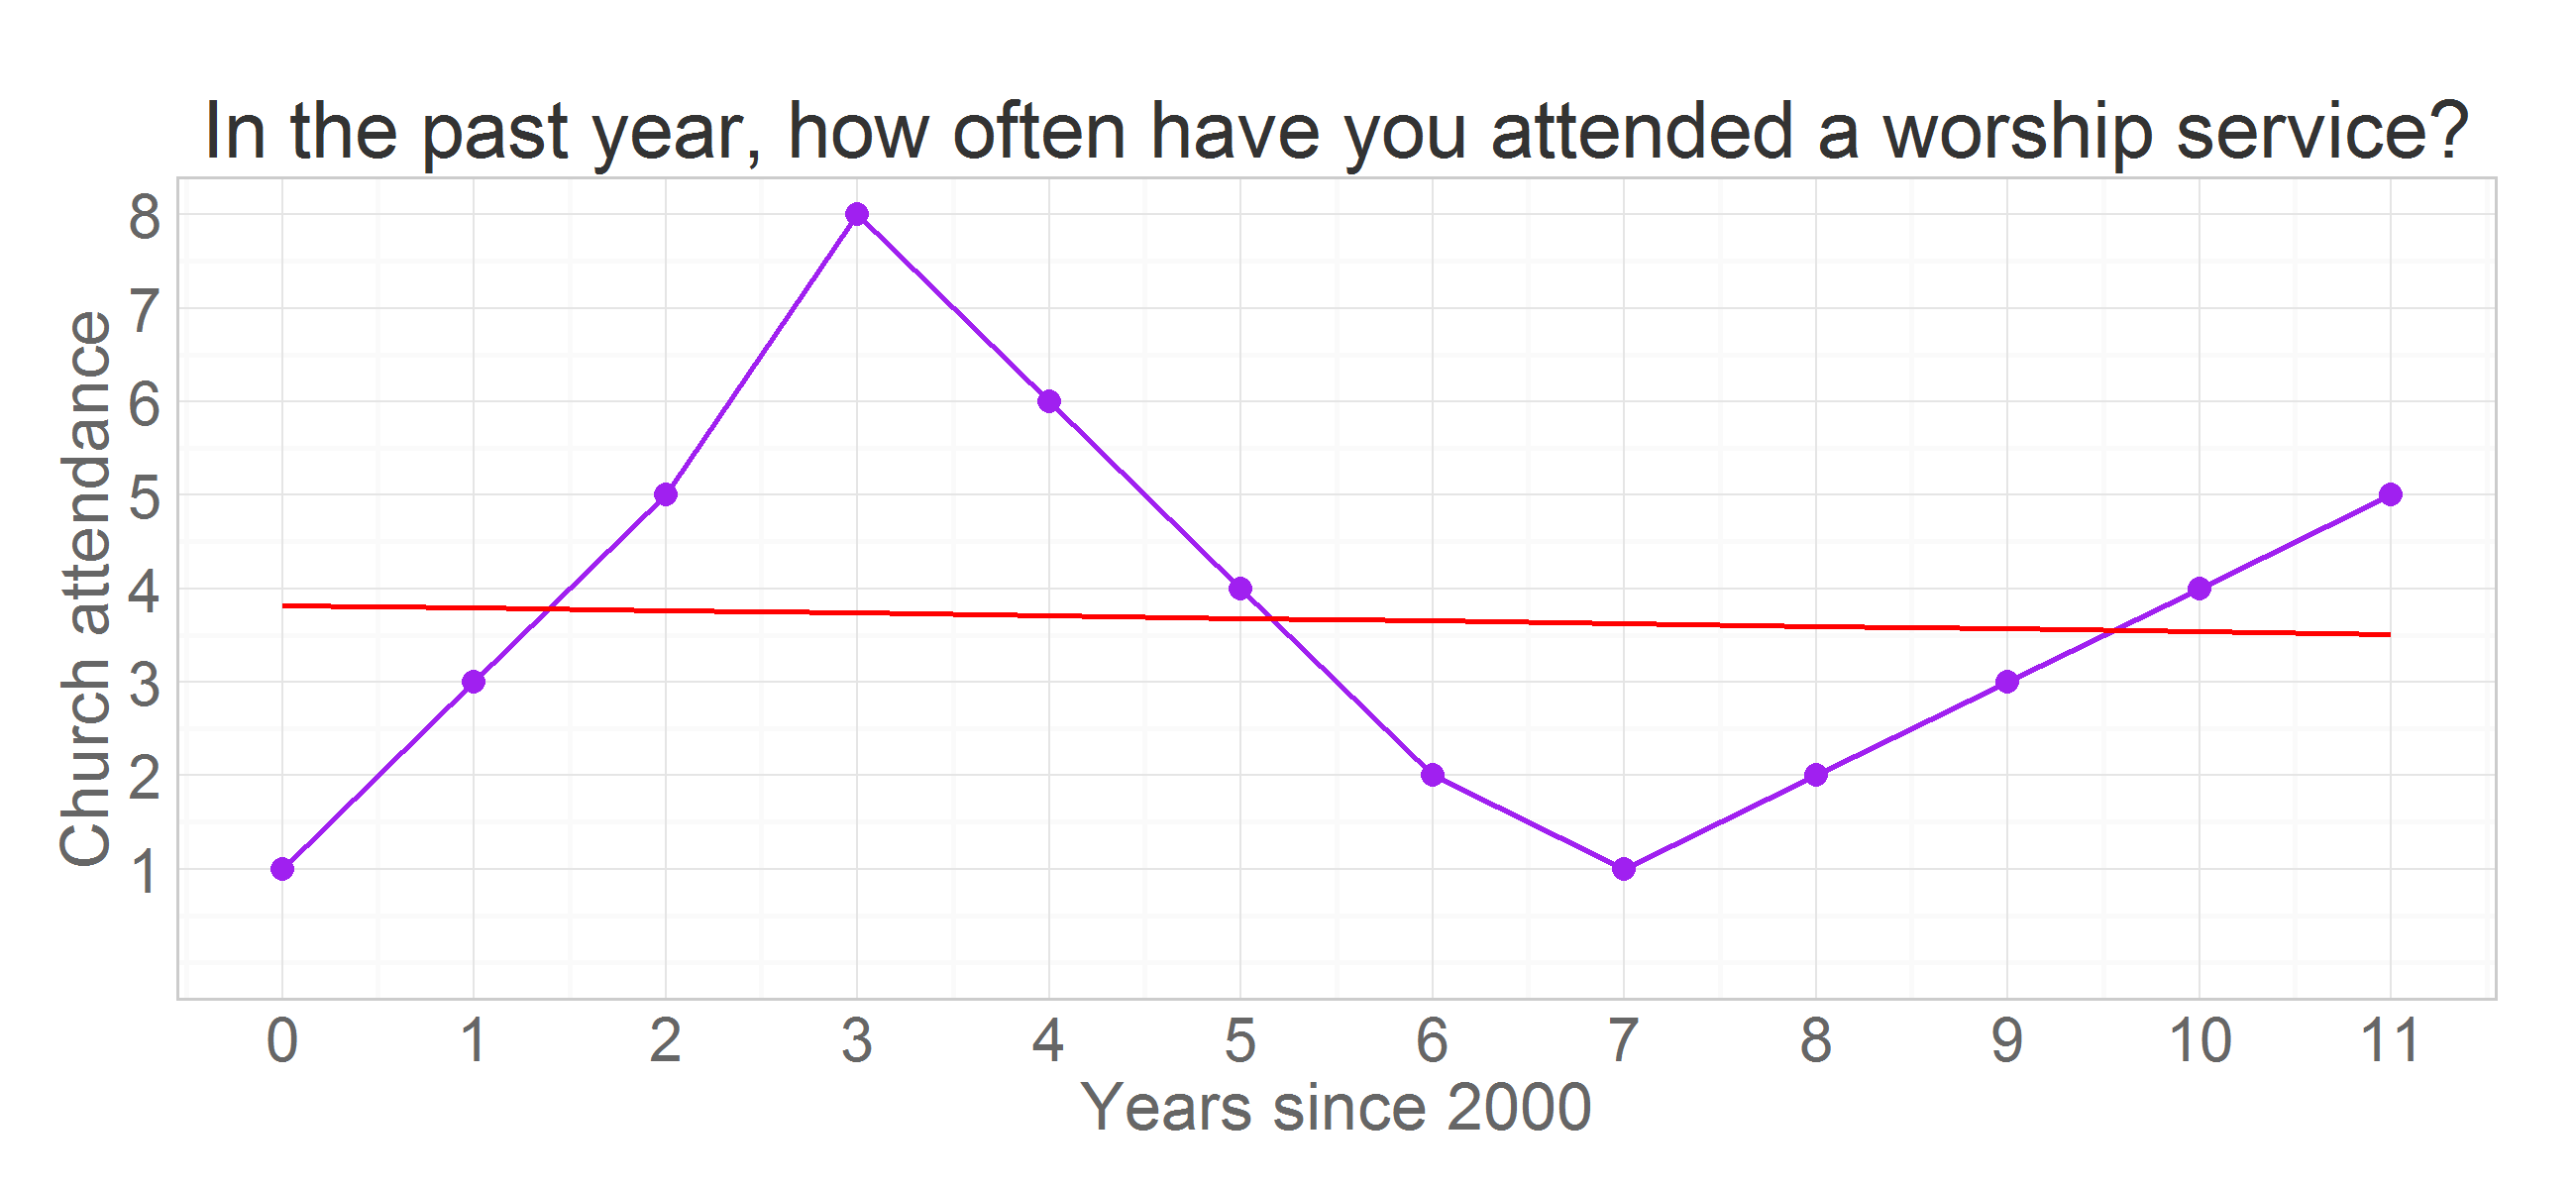 In the past year, how often have you attended a worship service?
Church attendance
8
7
6
5
4
3
2
1
0 1 2 3 4 5 6 7 8 9 10 11
Years since 2000